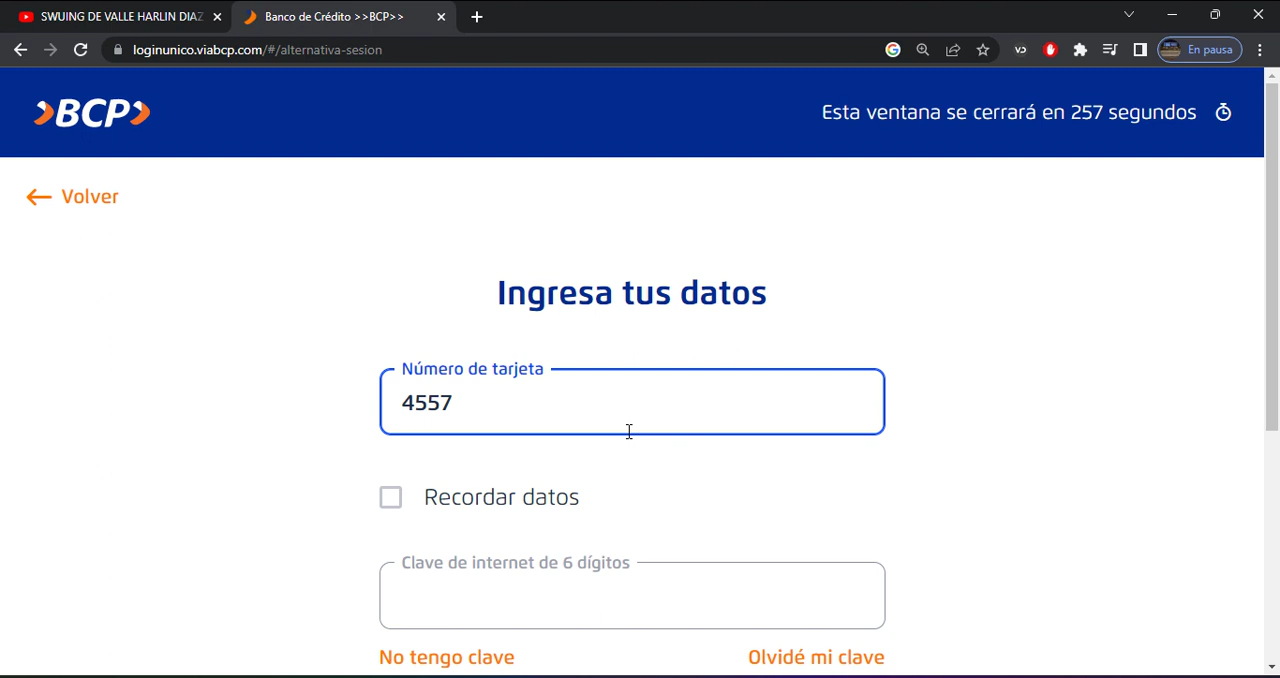 SWUING DE VALLE HARLIN DIAZ
Banco de Crédito >>BCP>>
loginunico.viabcp.com/#/alternativa-sesion
En pausa
BCP
Esta ventana se cerrará en 257 segundos
Volver
Ingresa tus datos
Número de tarjeta
4557
Recordar datos
Clave de internet de 6 dígitos
No tengo clave
Olvidé mi clave